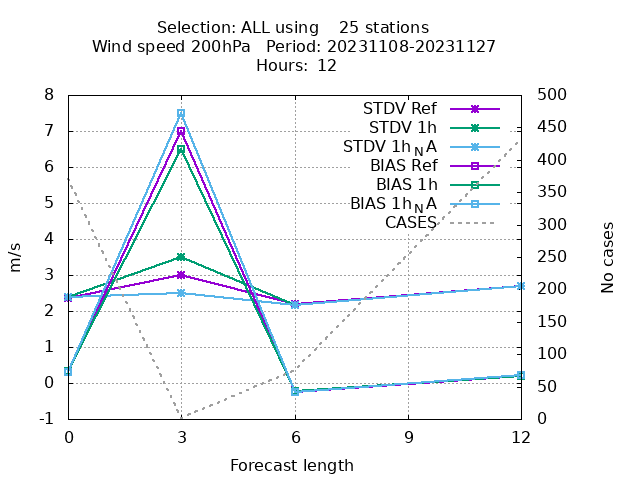 Selection: ALL using    25 stations
Wind speed 200hPa   Period: 20231108-20231127
Hours: 12
8
7
6
5
4
3
2
1
0
-1
m/s
STDV Ref
STDV 1h
STDV 1h_NA
BIAS Ref
BIAS 1h
BIAS 1h_NA
CASES
500
450
400
350
300
250
200
150
100
50
0
No cases
0 3 6 9 12
Forecast length